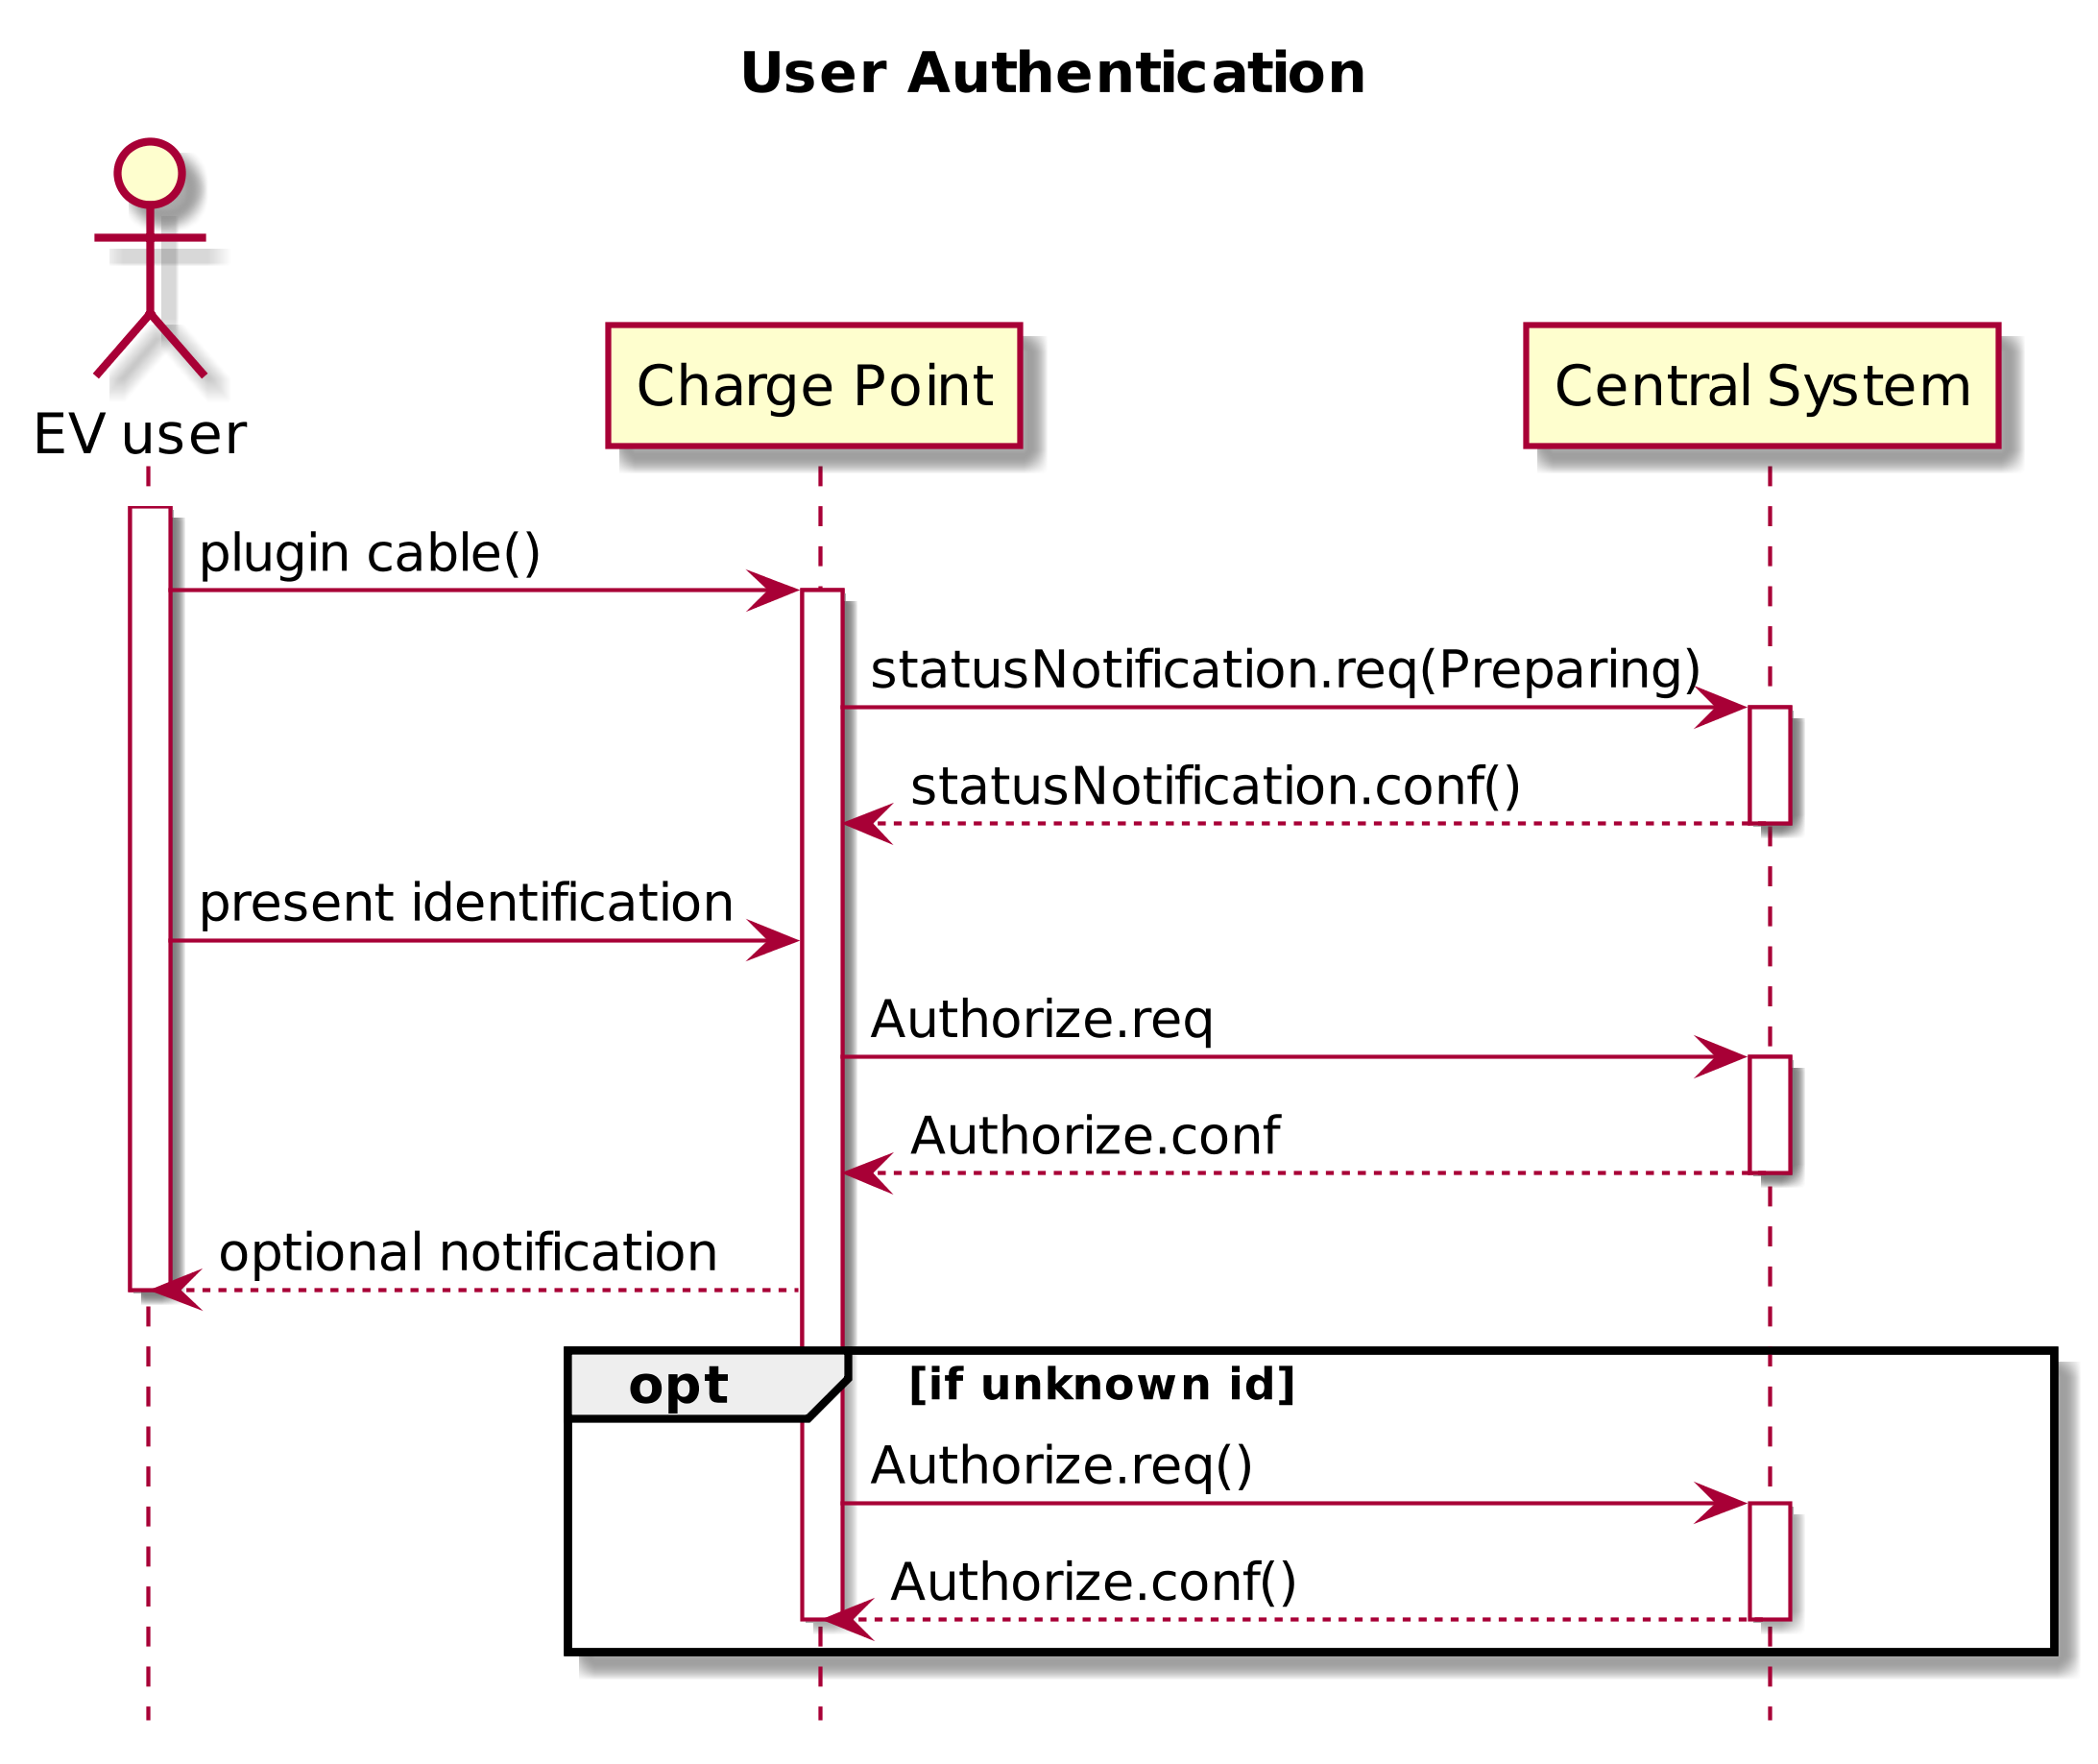 User Authentication
EV user
Charge Point
Central System
plugin cable()
statusNotification.req(Preparing)
statusNotification.conf()
present identification
Authorize.req
Authorize.conf
optional notification
opt [if unknown id]
Authorize.req()
Authorize.conf()